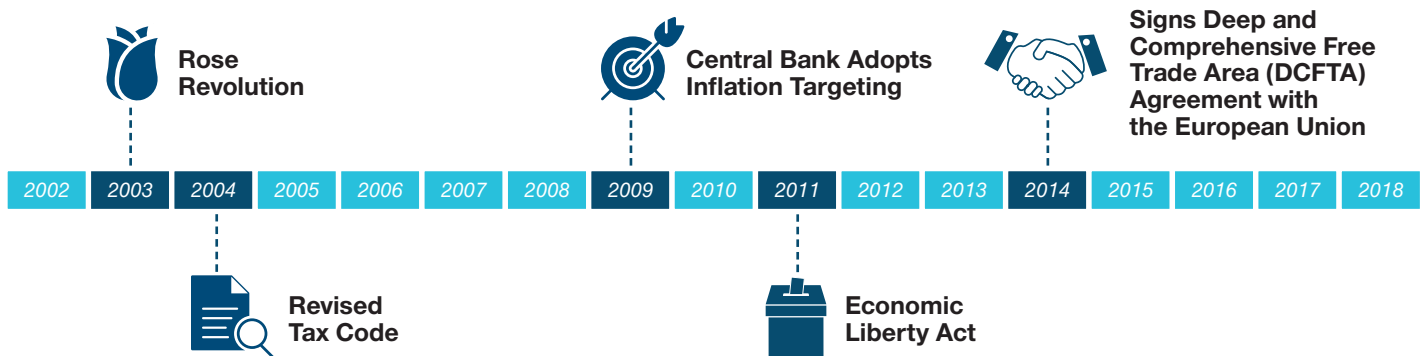 Rose
Revolution
Central Bank Adopts
Inflation Targeting
Signs Deep and
Comprehensive Free
Trade Area (DCFTA)
Agreement with
the European Union
2002 2003 2004 2005 2006 2007 2008 2009 2010 2011 2012 2013 2014 2015 2016 2017 2018
Revised
Tax Code
Economic
Liberty Act